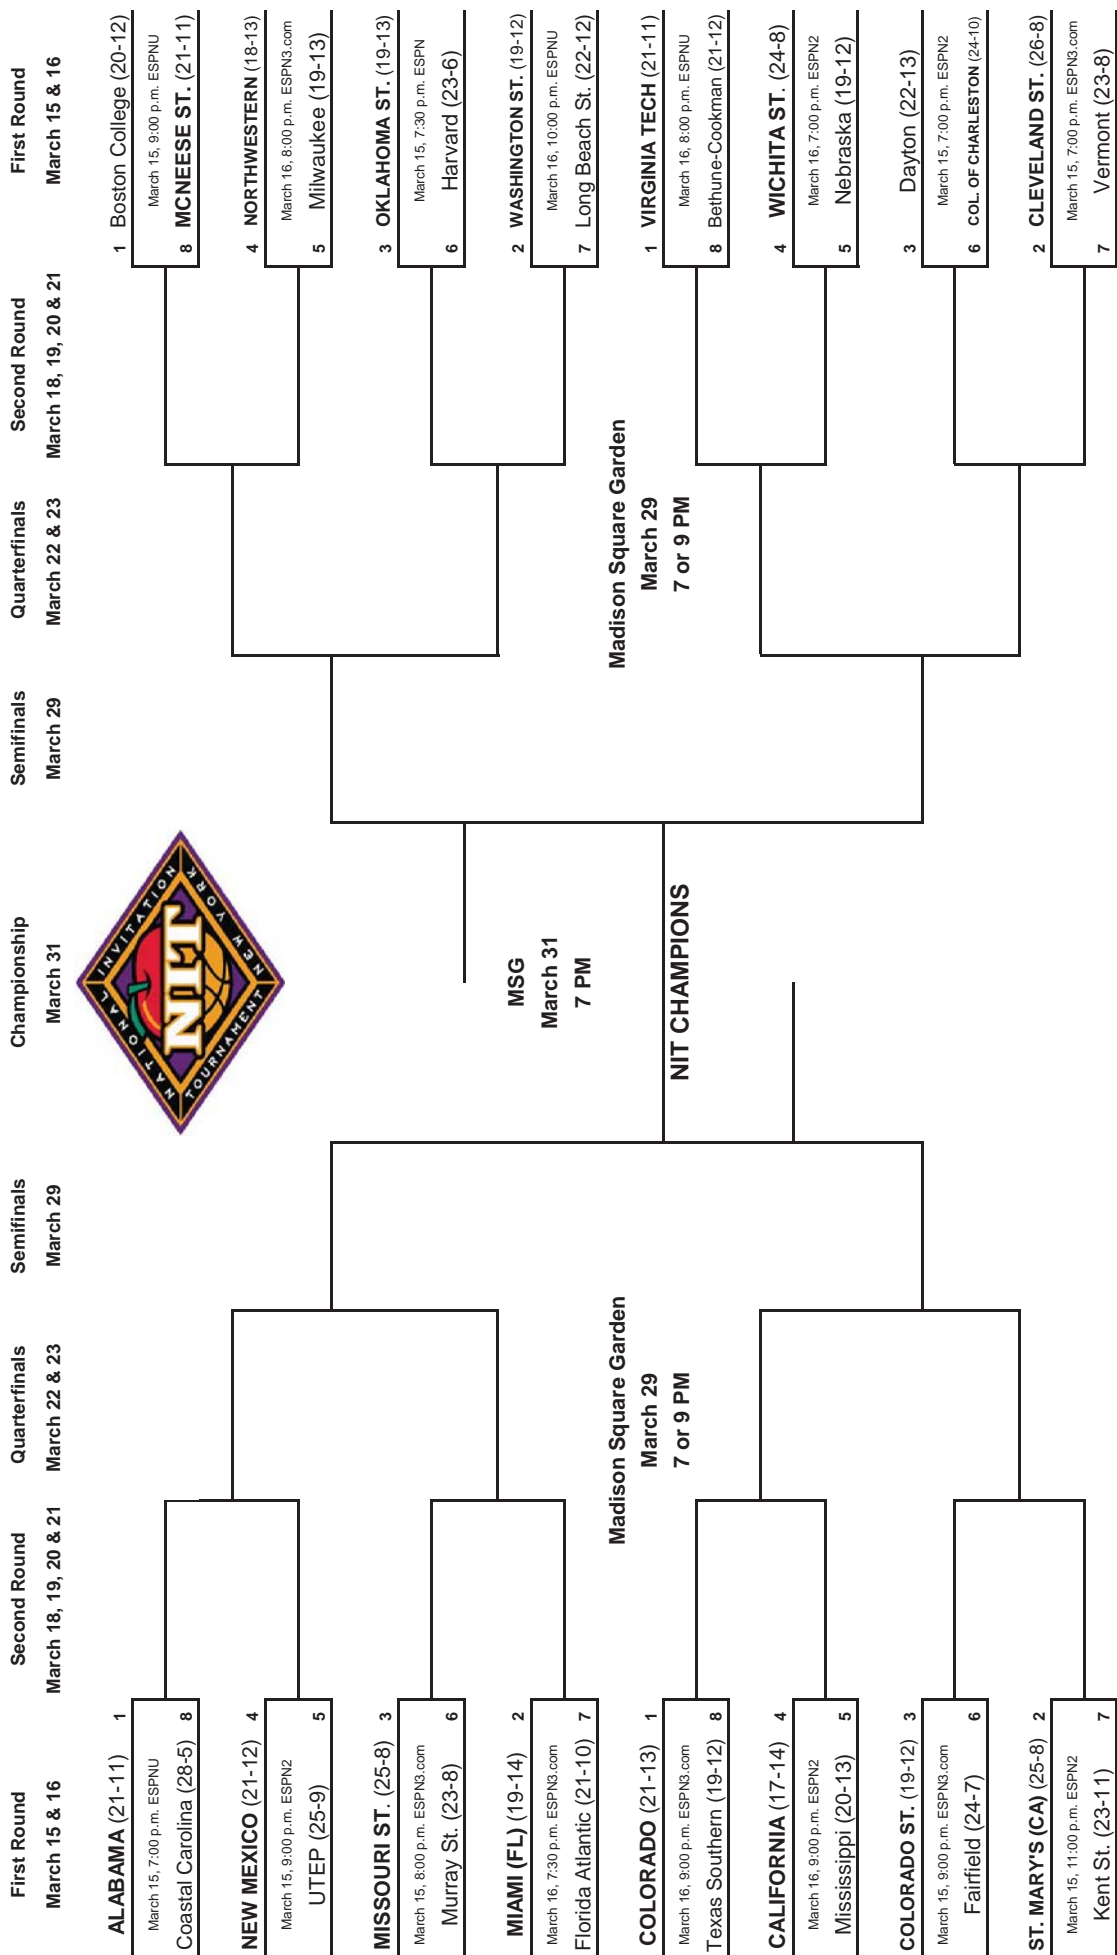 First Round
March 15 & 16
Second Round
March 18, 19, 20 & 21
Quarterfinals
March 22 & 23
Semifinals
March 29
Championship
March 31
Semifinals
March 29
Quarterfinals
March 22 & 23
Second Round
March 18, 19, 20 & 21
First Round
March 15 & 16
NATIONAL INVITATION
NIT
TOURNAMENT NEW YORK
ALABAMA (21-11) 1
March 15, 7:00 p.m. ESPNU
Coastal Carolina (28-5) 8
NEW MEXICO (21-12) 4
March 15, 9:00 p.m. ESPN2
UTEP (25-9) 5
MISSOURI ST. (25-8) 3
March 15, 8:00 p.m. ESPN3.com
Murray St. (23-8) 6
MIAMI (FL) (19-14) 2
March 16, 7:30 p.m. ESPN3.com
Florida Atlantic (21-10) 7
COLORADO (21-13) 1
March 16, 9:00 p.m. ESPN3.com
Texas Southern (19-12) 8
CALIFORNIA (17-14) 4
March 16, 9:00 p.m. ESPN2
Mississippi (20-13) 5
COLORADO ST. (19-12) 3
March 15, 9:00 p.m. ESPN3.com
Fairfield (24-7) 6
ST. MARY'S (CA) (25-8) 2
March 15, 11:00 p.m. ESPN2
Kent St. (23-11) 7
Madison Square Garden
March 29
7 or 9 PM
MSG
March 31
7 PM
NIT CHAMPIONS
Madison Square Garden
March 29
7 or 9 PM
1 Boston College (20-12)
March 15, 9:00 p.m. ESPNU
8 MCNEESE ST. (21-11)
4 NORTHWESTERN (18-13)
March 16, 8:00 p.m. ESPN3.com
5 Milwaukee (19-13)
3 OKLAHOMA ST. (19-13)
March 15, 7:30 p.m. ESPN
6 Harvard (23-6)
2 WASHINGTON ST. (19-12)
March 16, 10:00 p.m. ESPNU
7 Long Beach St. (22-12)
1 VIRGINIA TECH (21-11)
March 16, 8:00 p.m. ESPNU
8 Bethune-Cookman (21-12)
4 WICHITA ST. (24-8)
March 16, 7:00 p.m. ESPN2
5 Nebraska (19-12)
3 Dayton (22-13)
March 15, 7:00 p.m. ESPN2
6 COL. OF CHARLESTON (24-10)
2 CLEVELAND ST. (26-8)
March 15, 7:00 p.m. ESPN3.com
7 Vermont (23-8)